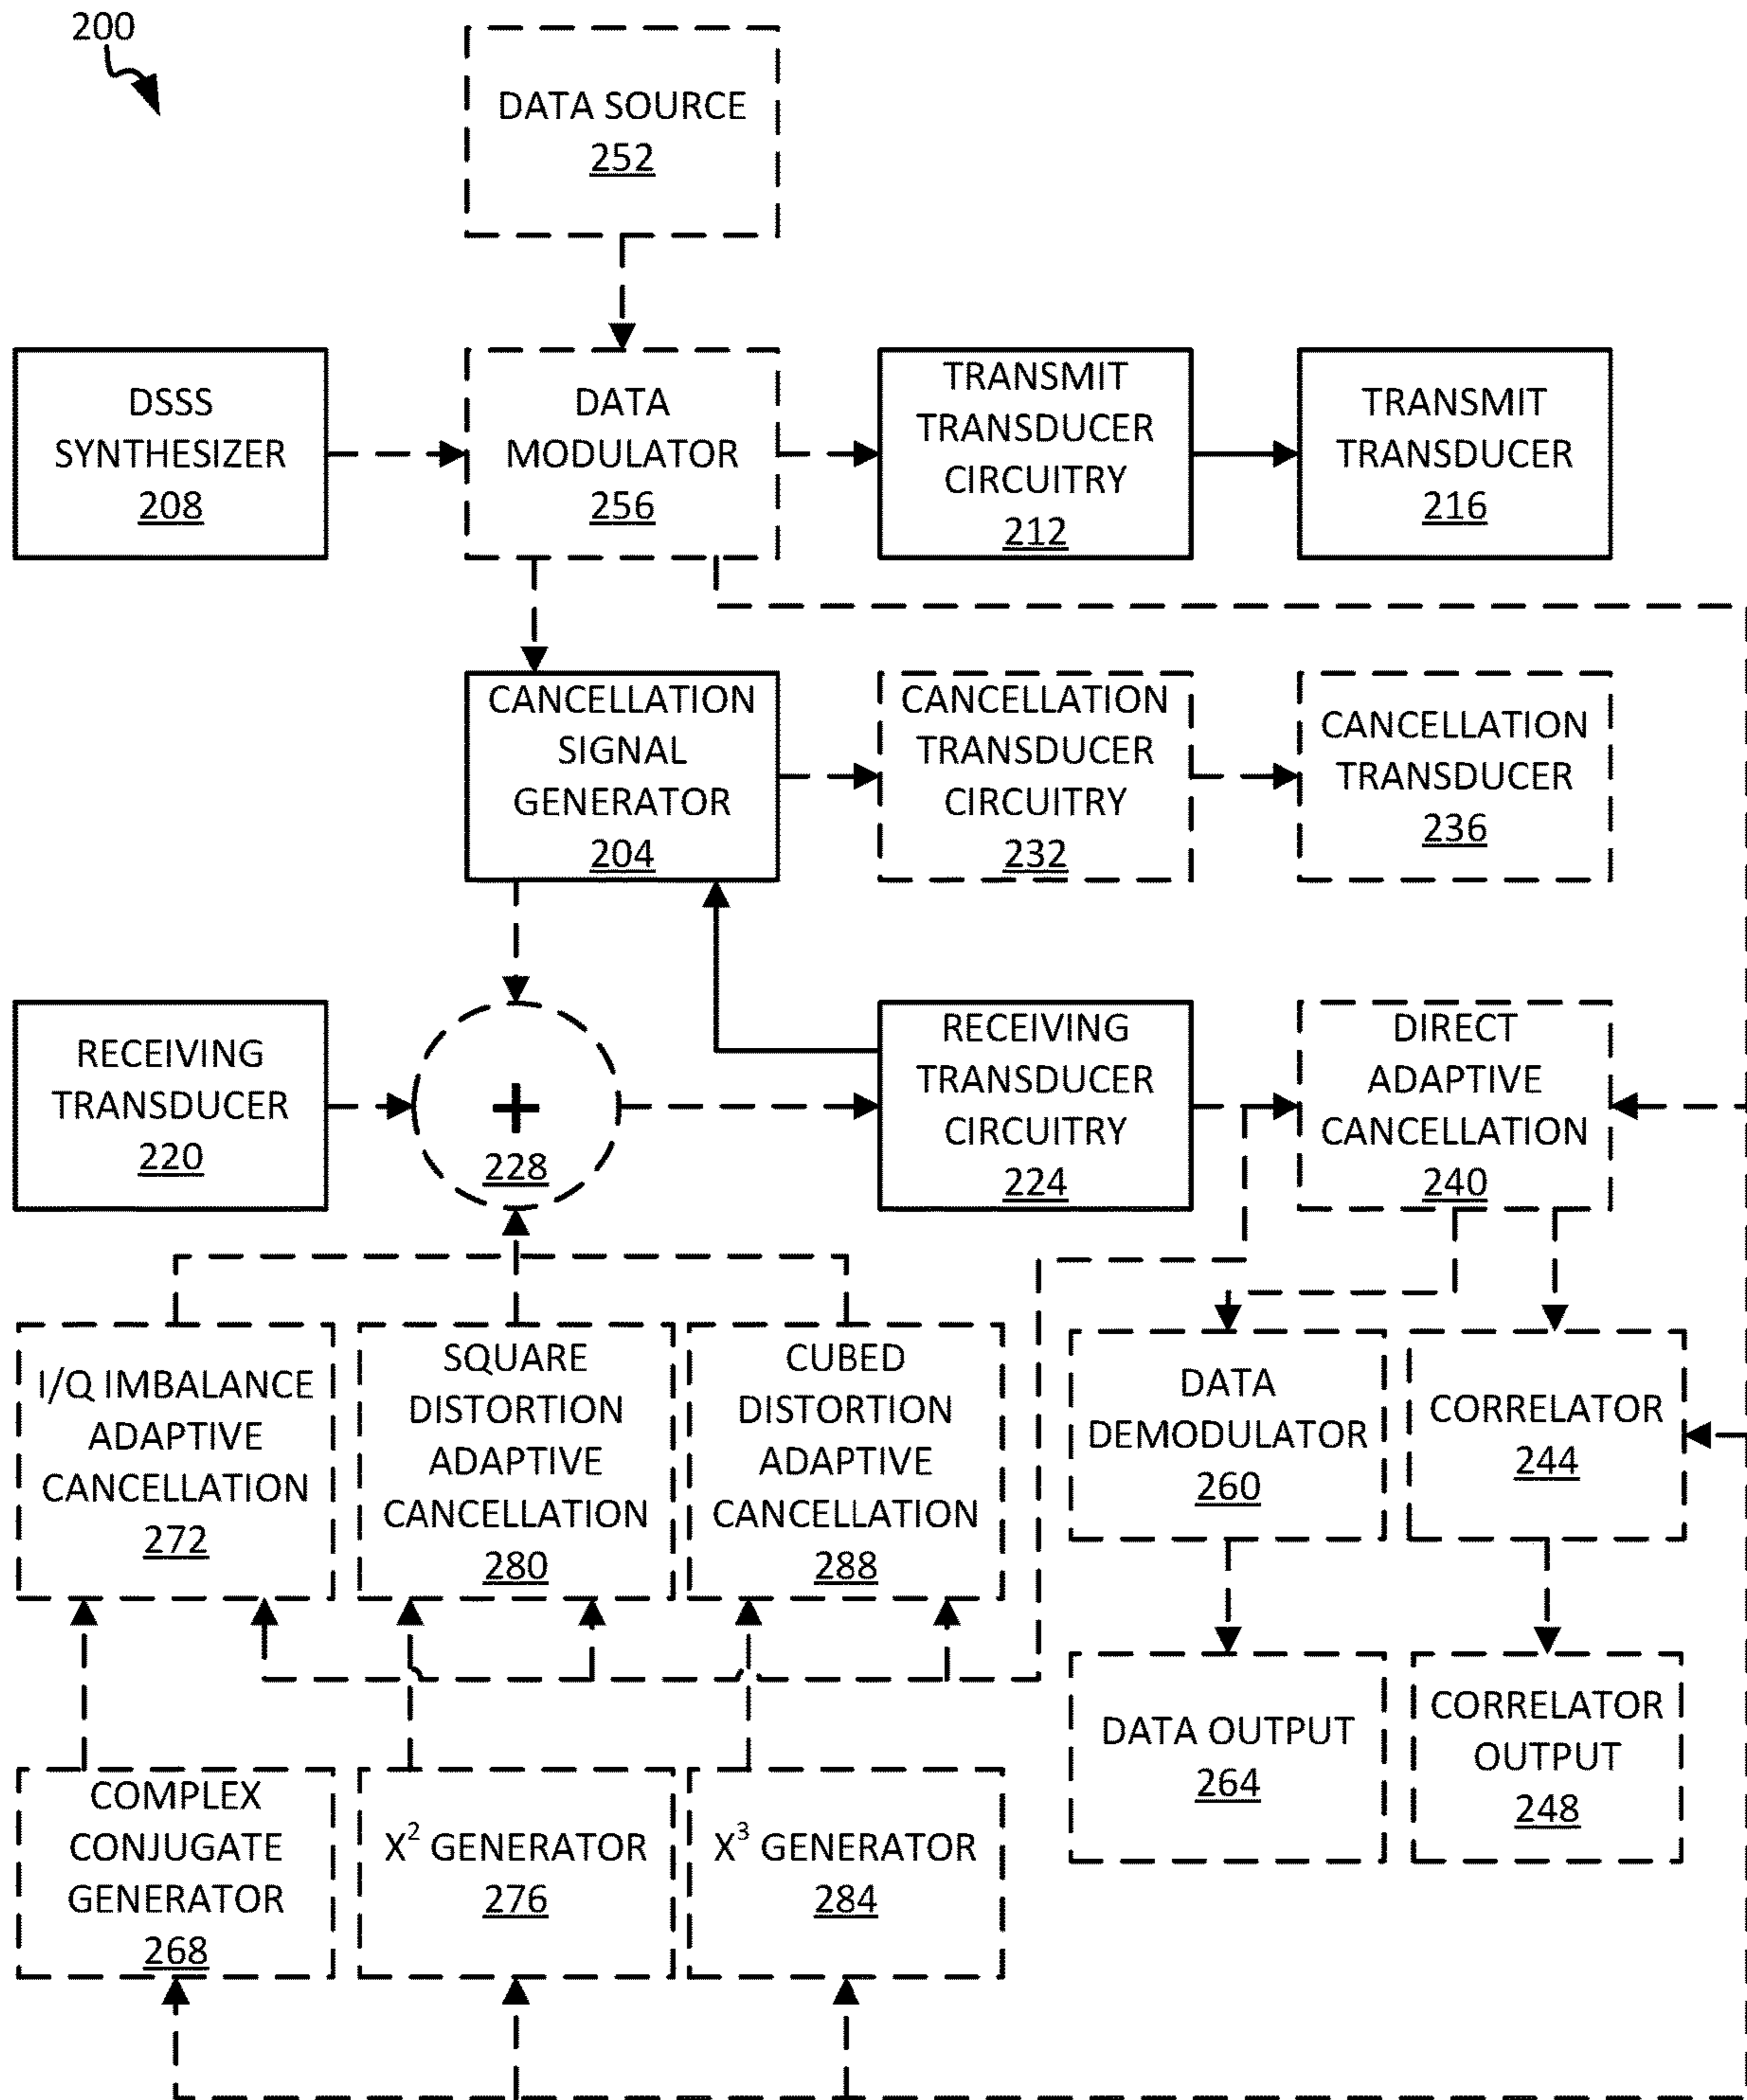 200
DATA SOURCE
252
DSSS
SYNTHESIZER
208
DATA
MODULATOR
256
TRANSMIT
TRANSDUCER
CIRCUITRY
212
TRANSMIT
TRANSDUCER
216
CANCELLATION
SIGNAL
GENERATOR
204
CANCELLATION
TRANSDUCER
CIRCUITRY
232
CANCELLATION
TRANSDUCER
236
RECEIVING
TRANSDUCER
220
+
228
RECEIVING
TRANSDUCER
CIRCUITRY
224
DIRECT
ADAPTIVE
CANCELLATION
240
I/Q IMBALANCE
ADAPTIVE
CANCELLATION
272
SQUARE
DISTORTION
ADAPTIVE
CANCELLATION
280
CUBED
DISTORTION
ADAPTIVE
CANCELLATION
288
DATA
DEMODULATOR
260
CORRELATOR
244
COMPLEX
CONJUGATE
GENERATOR
268
X² GENERATOR
276
X³ GENERATOR
284
DATA OUTPUT
264
CORRELATOR
OUTPUT
248